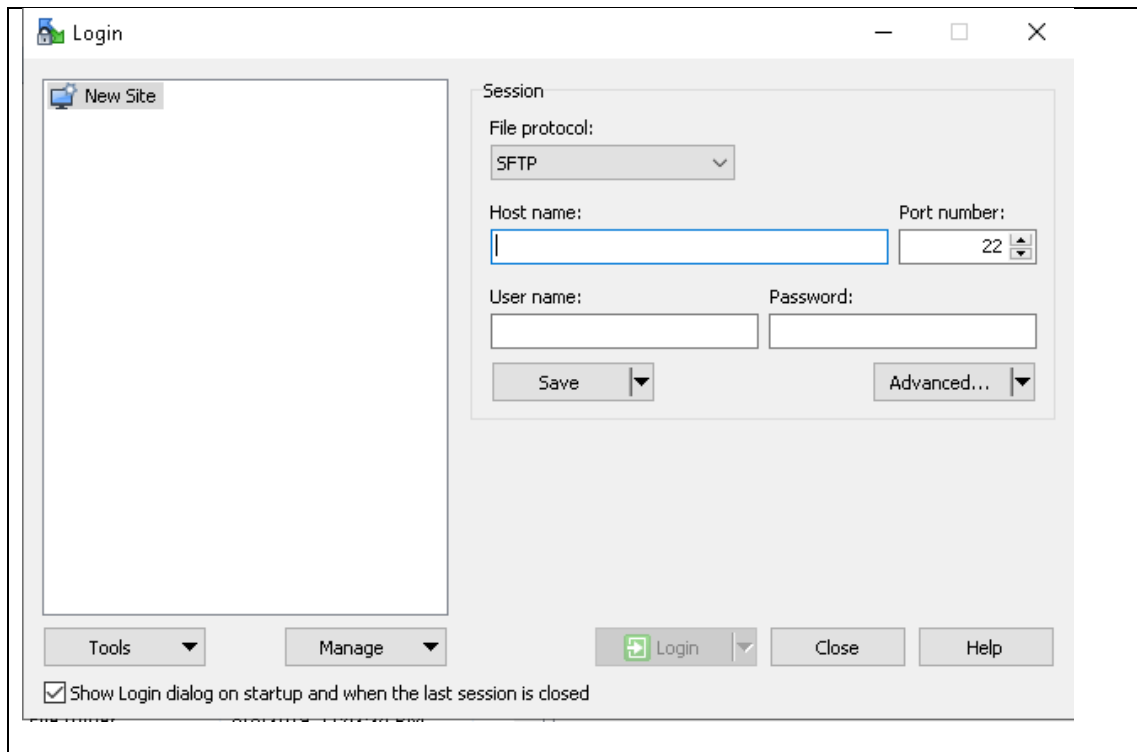 Login
New Site
Session
File protocol:
SFTP
Host name:
Port number:
22
User name:
Password:
Save
Advanced...
Tools
Manage
Login
Close
Help
Show Login dialog on startup and when the last session is closed